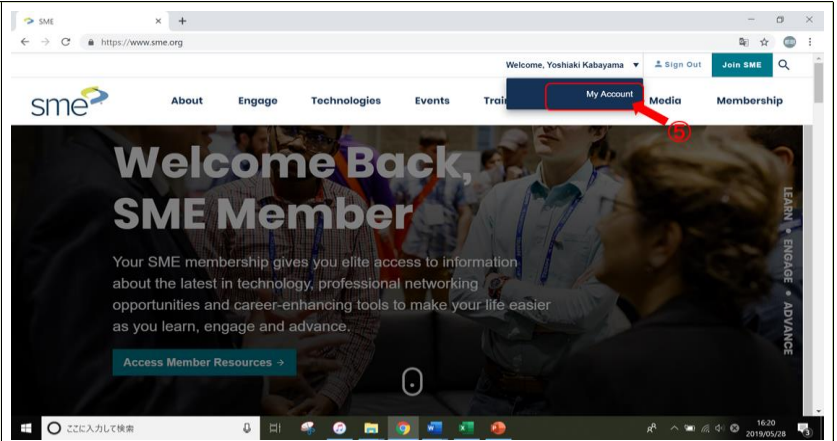 SME
https://www.sme.org
Welcome, Yoshiaki Kabayama ▼ Sign Out Join SME
sme About Engage Technologies Events Trai My Account Media Membership
⑤
Welcome Back,
SME Member
Your SME membership gives you elite access to information
about the latest in technology, professional networking
opportunities and career-enhancing tools to make your life easier
as you learn, engage and advance.
Access Member Resources →
LEARN • ENGAGE • ADVANCE
ここに入力して検索
16:20
2019/05/28
3